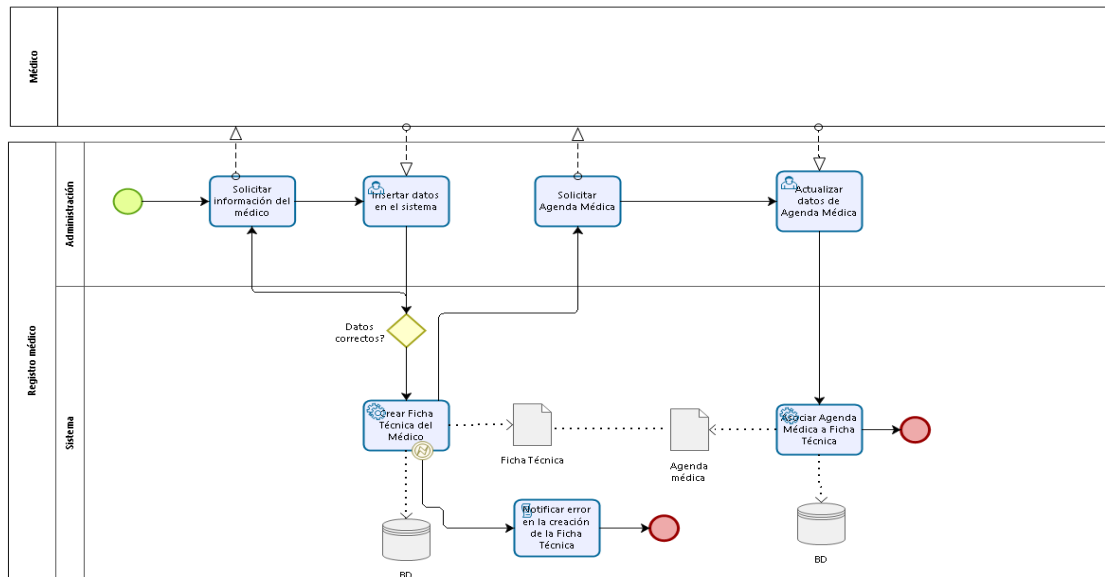 Médico
Registro médico
Administración
Solicitar
información del
médico
Insertar datos
en el sistema
Solicitar
Agenda Médica
Actualizar
datos de
Agenda Médica
Sistema
Datos
correctos?
Crear Ficha
Técnica del
Médico
Ficha Técnica
Agenda
médica
Asociar Agenda
Médica a Ficha
Técnica
Notificar error
en la creación
de la Ficha
Técnica
BD
BD